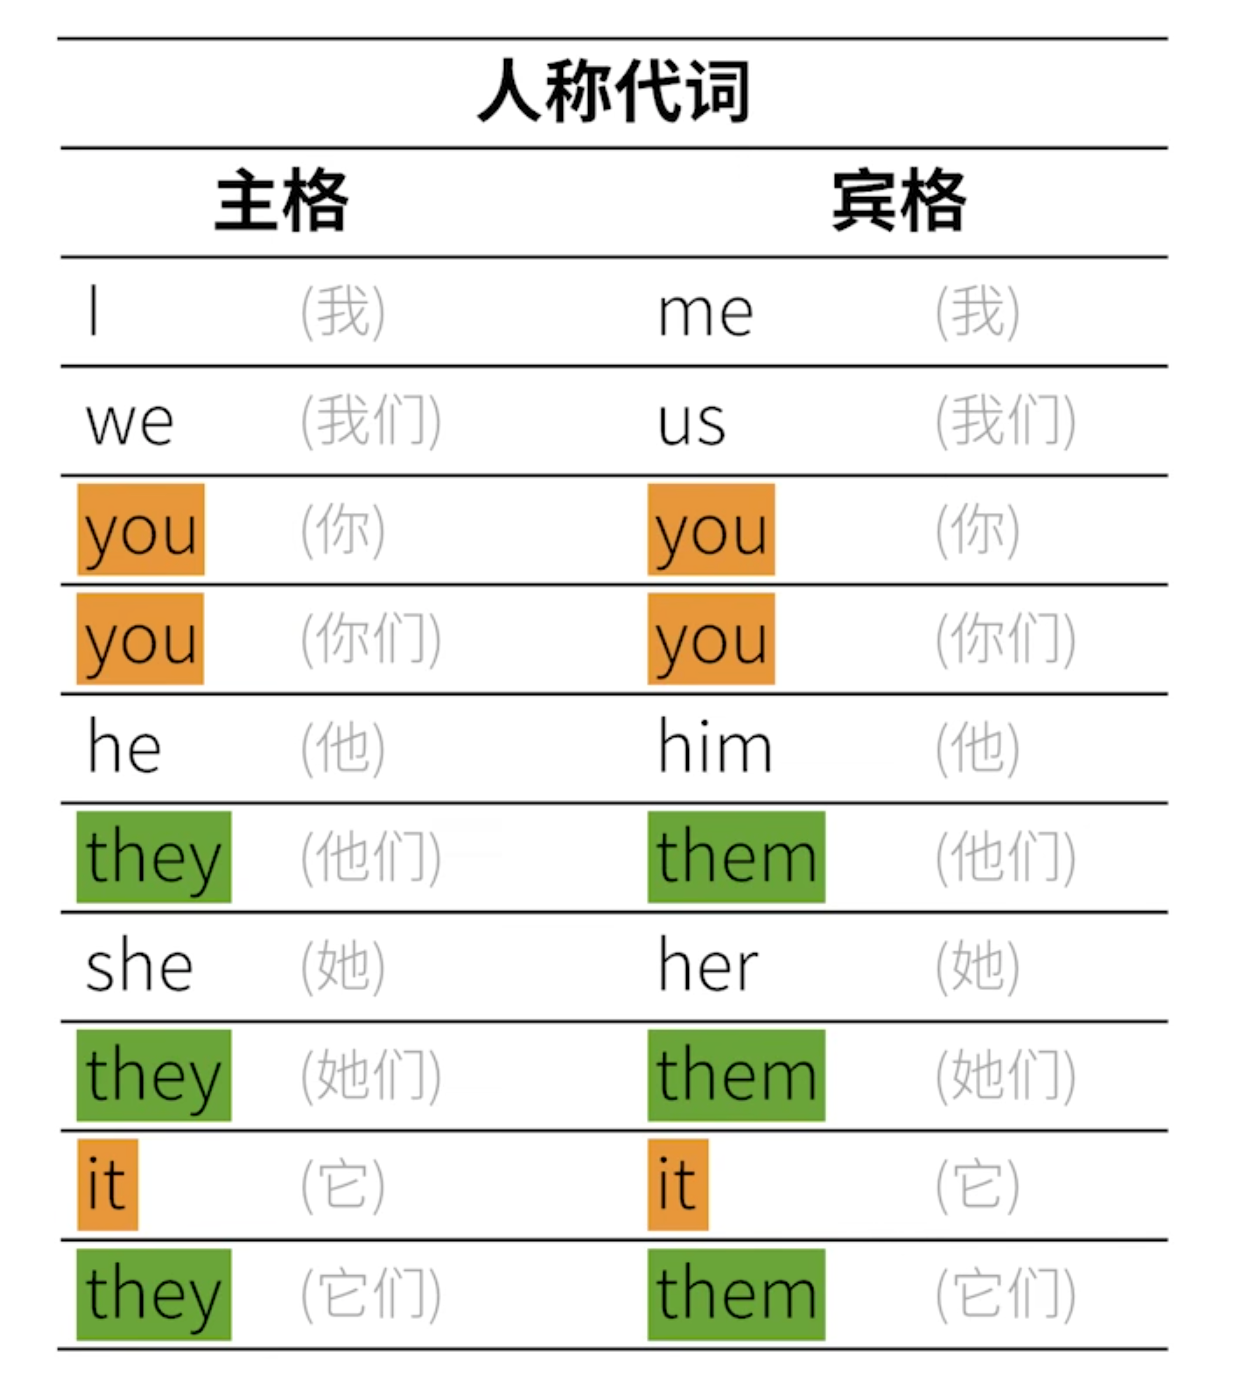 人称代词
主格 宾格
I (我) me (我)
we (我们) us (我们)
you (你) you (你)
you (你们) you (你们)
he (他) him (他)
they (他们) them (他们)
she (她) her (她)
they (她们) them (她们)
it (它) it (它)
they (它们) them (它们)